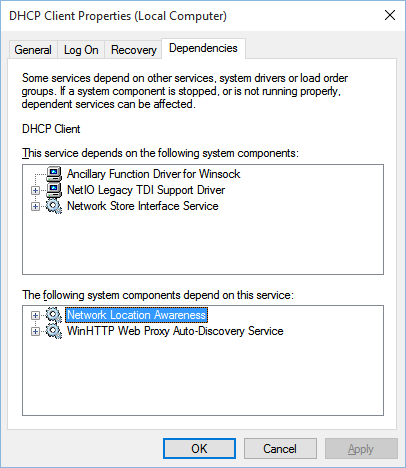 DHCP Client Properties (Local Computer)
General Log On Recovery Dependencies
Some services depend on other services, system drivers or load order
groups. If a system component is stopped, or is not running properly,
dependent services can be affected.
DHCP Client
This service depends on the following system components:
Ancillary Function Driver for Winsock
NetIO Legacy TDI Support Driver
Network Store Interface Service
The following system components depend on this service:
Network Location Awareness
WinHTTP Web Proxy Auto-Discovery Service
OK Cancel Apply